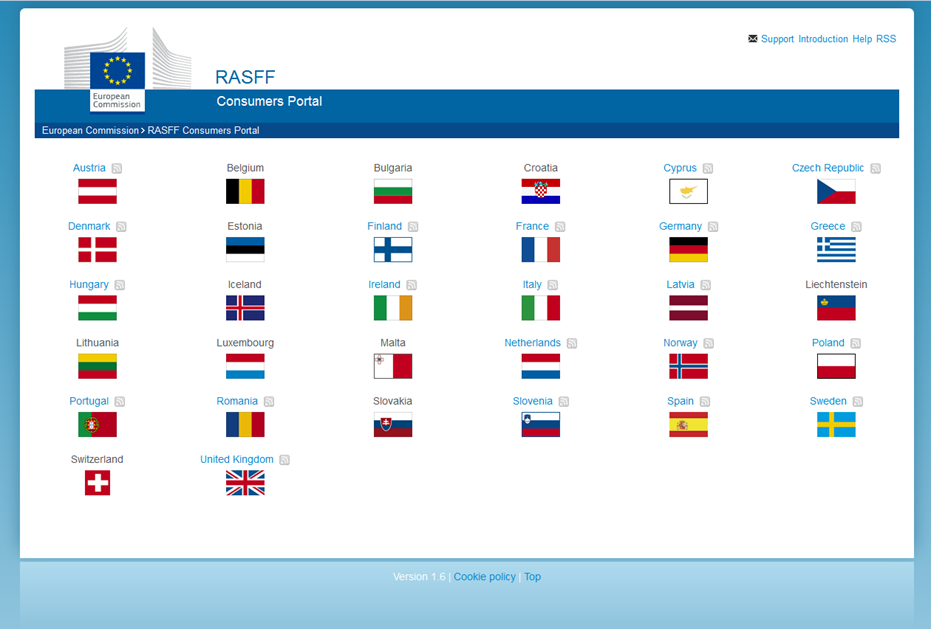 Support Introduction Help RSS
European
Commission
RASFF
Consumers Portal
European Commission > RASFF Consumers Portal
Austria Belgium Bulgaria Croatia Cyprus Czech Republic
Denmark Estonia Finland France Germany Greece
Hungary Iceland Ireland Italy Latvia Liechtenstein
Lithuania Luxembourg Malta Netherlands Norway Poland
Portugal Romania Slovakia Slovenia Spain Sweden
Switzerland United Kingdom
Version 1.6 | Cookie policy | Top